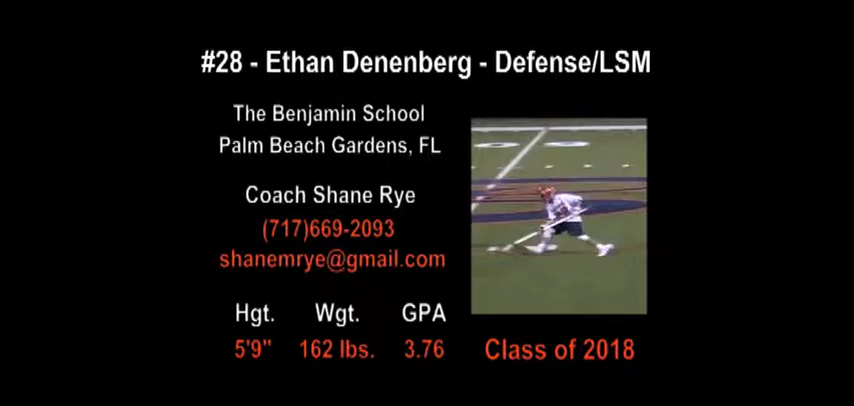 #28 - Ethan Denenberg - Defense/LSM
The Benjamin School
Palm Beach Gardens, FL
Coach Shane Rye
(717)669-2093
shanemrye@gmail.com
Hgt. Wgt. GPA
5'9" 162 lbs. 3.76
Class of 2018